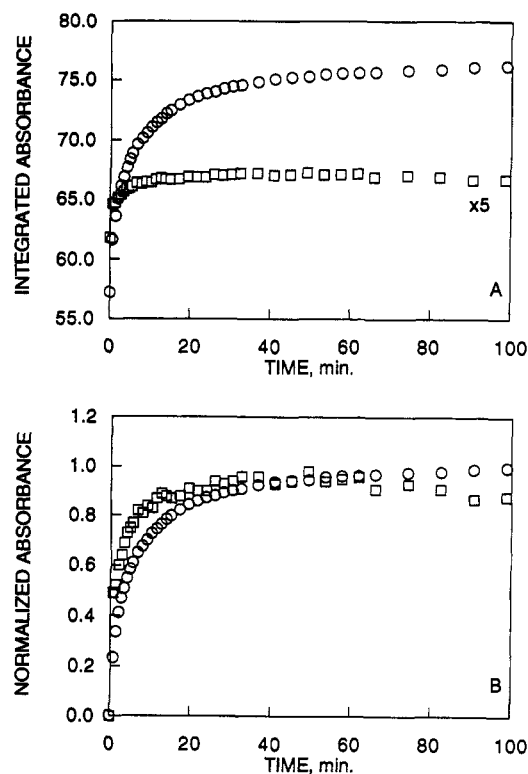 80.0
75.0
70.0
65.0
60.0
55.0
INTEGRATED ABSORBANCE
x5
A
0 20 40 60 80 100
TIME, min.
1.2
1.0
0.8
0.6
0.4
0.2
0.0
NORMALIZED ABSORBANCE
B
0 20 40 60 80 100
TIME, min.